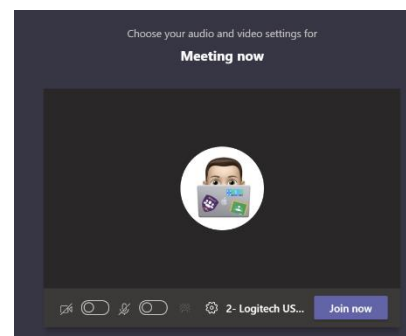 Choose your audio and video settings for
Meeting now
2- Logitech US...
Join now